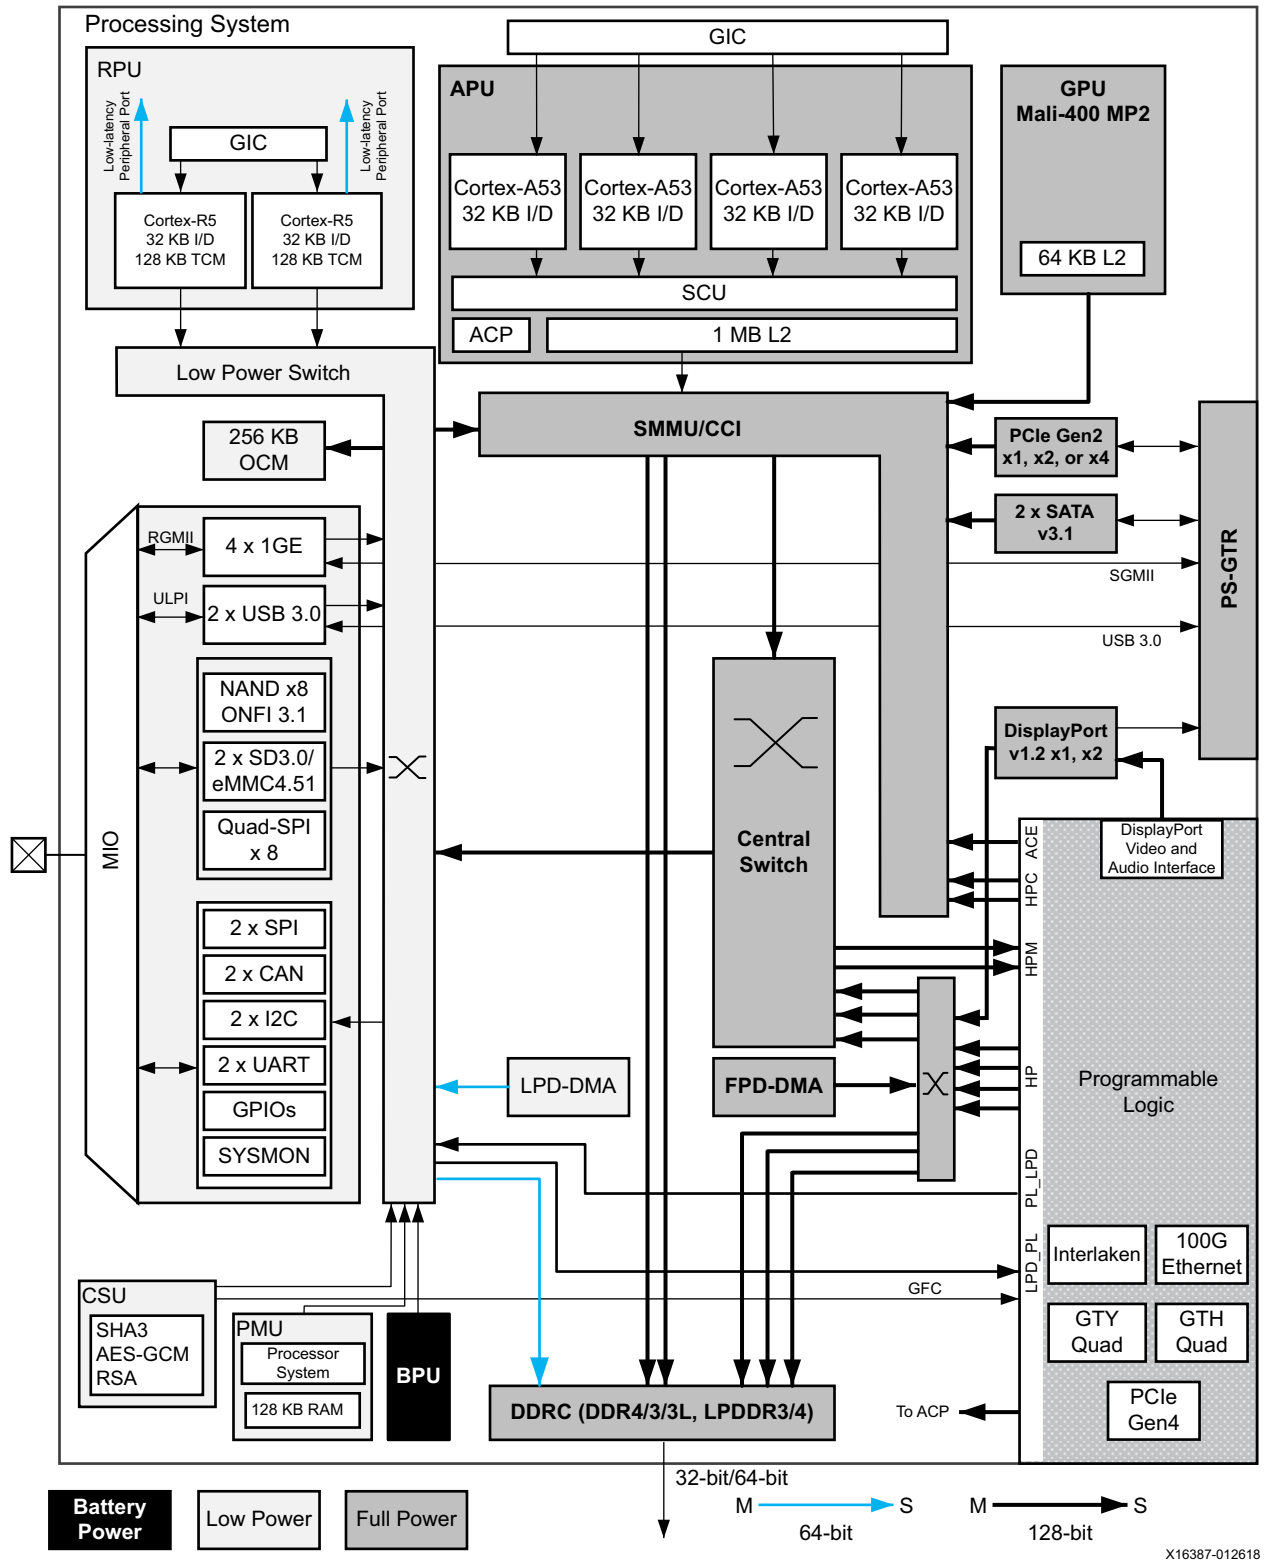 Processing System
RPU
Low-latency
Peripheral Port
Low-latency
Peripheral Port
GIC
Cortex-R5
32 KB I/D
128 KB TCM
Cortex-R5
32 KB I/D
128 KB TCM
GIC
APU
Cortex-A53
32 KB I/D
Cortex-A53
32 KB I/D
Cortex-A53
32 KB I/D
Cortex-A53
32 KB I/D
SCU
ACP
1 MB L2
GPU
Mali-400 MP2
64 KB L2
Low Power Switch
256 KB
OCM
SMMU/CCI
PCIe Gen2
x1, x2, or x4
2 x SATA
v3.1
PS-GTR
SGMII
USB 3.0
RGMII
4 x 1GE
ULPI
2 x USB 3.0
NAND x8
ONFI 3.1
2 x SD3.0/
eMMC4.51
Quad-SPI
x 8
MIO
2 x SPI
2 x CAN
2 x I2C
2 x UART
GPIOs
SYSMON
Central
Switch
DisplayPort
v1.2 x1, x2
DisplayPort
Video and
Audio Interface
ACE
HPC
HPM
HP
PL_LPD
LPD_PL
LPD-DMA
FPD-DMA
Programmable
Logic
Interlaken
100G
Ethernet
GTY
Quad
GTH
Quad
PCIe
Gen4
GFC
To ACP
CSU
SHA3
AES-GCM
RSA
PMU
Processor
System
128 KB RAM
BPU
DDRC (DDR4/3/3L, LPDDR3/4)
32-bit/64-bit
Battery
Power
Low Power
Full Power
M
S
64-bit
M
S
128-bit
X16387-012618